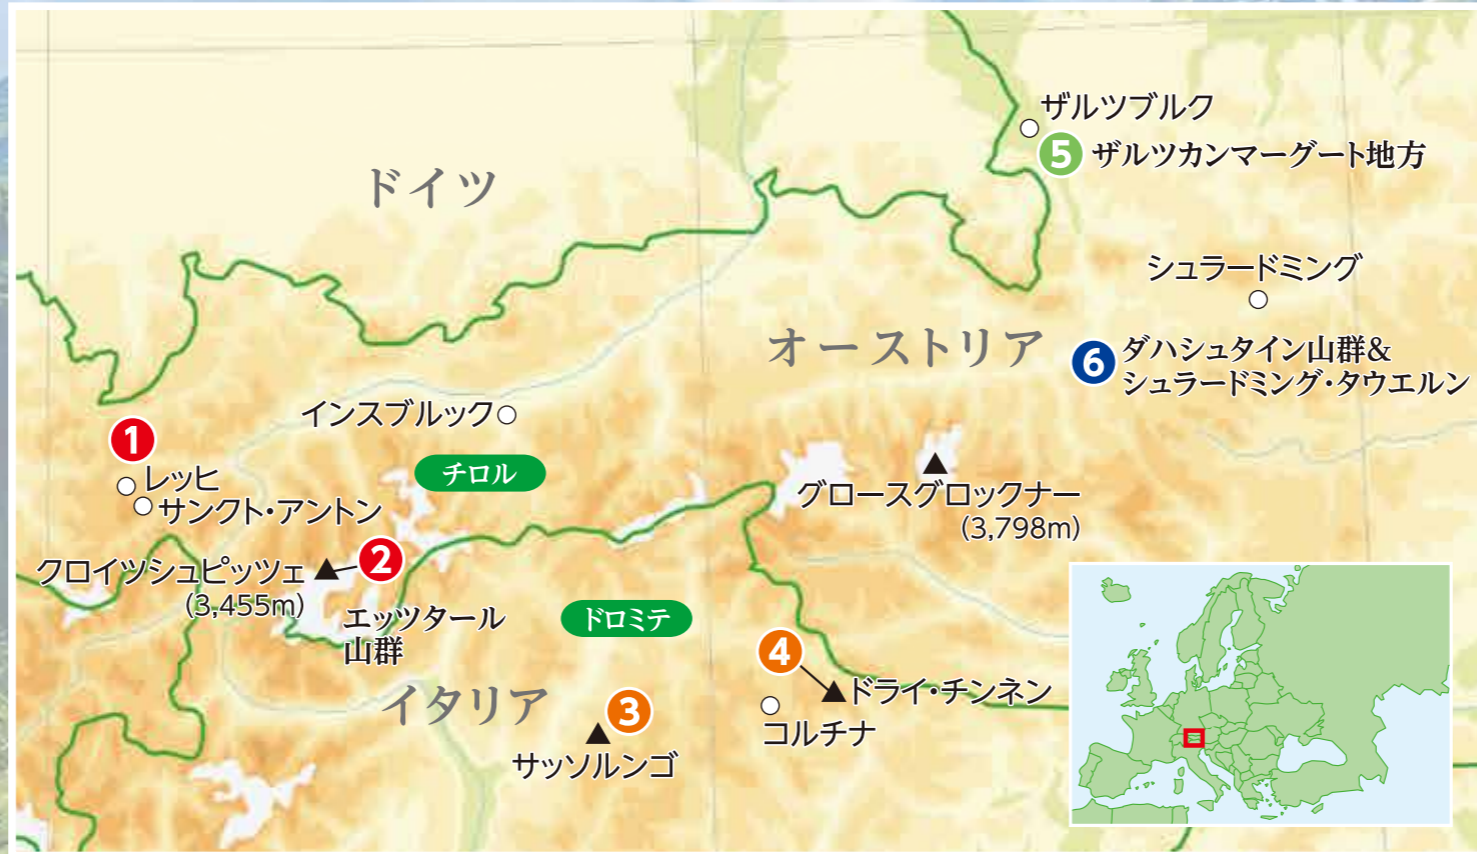 ザルツブルク
5 ザルツカンマーグート地方
ドイツ
シュラードミング
オーストリア
6 ダハシュタイン山群&
シュラードミング・タウエルン
インスブルック
1
レッヒ
サンクト・アントン
チロル
グロースグロックナー
(3,798m)
クロイツシュピッツェ
(3,455m)
2
エッツタール
山群
ドロミテ
イタリア
3
サッソルンゴ
4
ドライ・チンネン
コルチナ